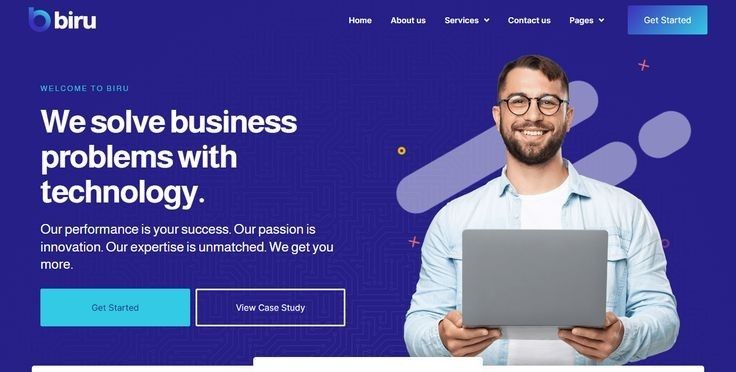 biru
Home
About us
Services
Contact us
Pages
Get Started
WELCOME TO BIRU
We solve business
problems with
technology.
Our performance is your success. Our passion is
innovation. Our expertise is unmatched. We get you
more.
Get Started
View Case Study